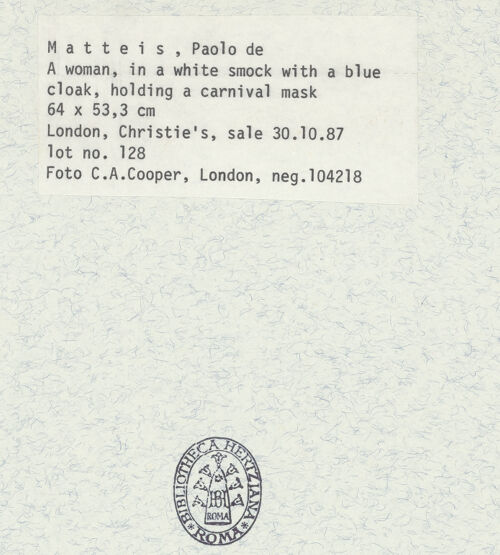 M a t t e i s , Paolo de
A woman, in a white smock with a blue
cloak, holding a carnival mask
64 x 53,3 cm
London, Christie's, sale 30.10.87
lot no. 128
Foto C.A.Cooper, London, neg.104218
BIBLIOTHECA HERTZIANA
BH
ROMA
* ROMA *